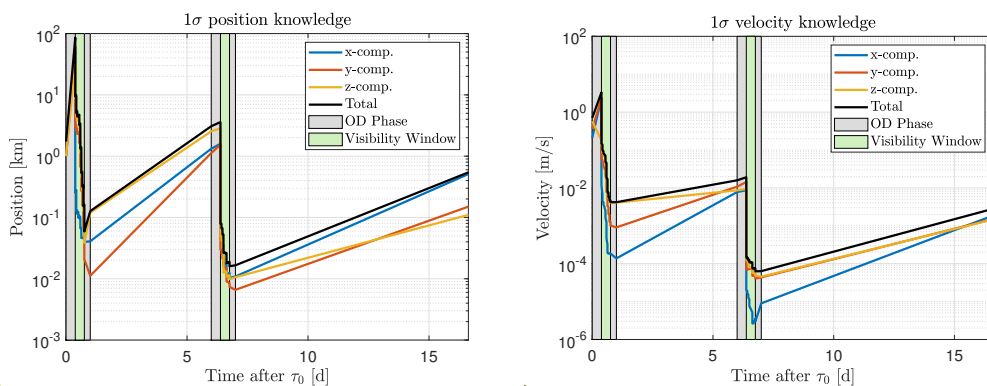 1σ position knowledge
10^2
10^1
10^0
10^-1
10^-2
10^-3
Position [km]
x-comp.
y-comp.
z-comp.
Total
OD Phase
Visibility Window
0 5 10 15
Time after τ0 [d]
1σ velocity knowledge
10^2
10^0
10^-2
10^-4
10^-6
Velocity [m/s]
x-comp.
y-comp.
z-comp.
Total
OD Phase
Visibility Window
0 5 10 15
Time after τ0 [d]